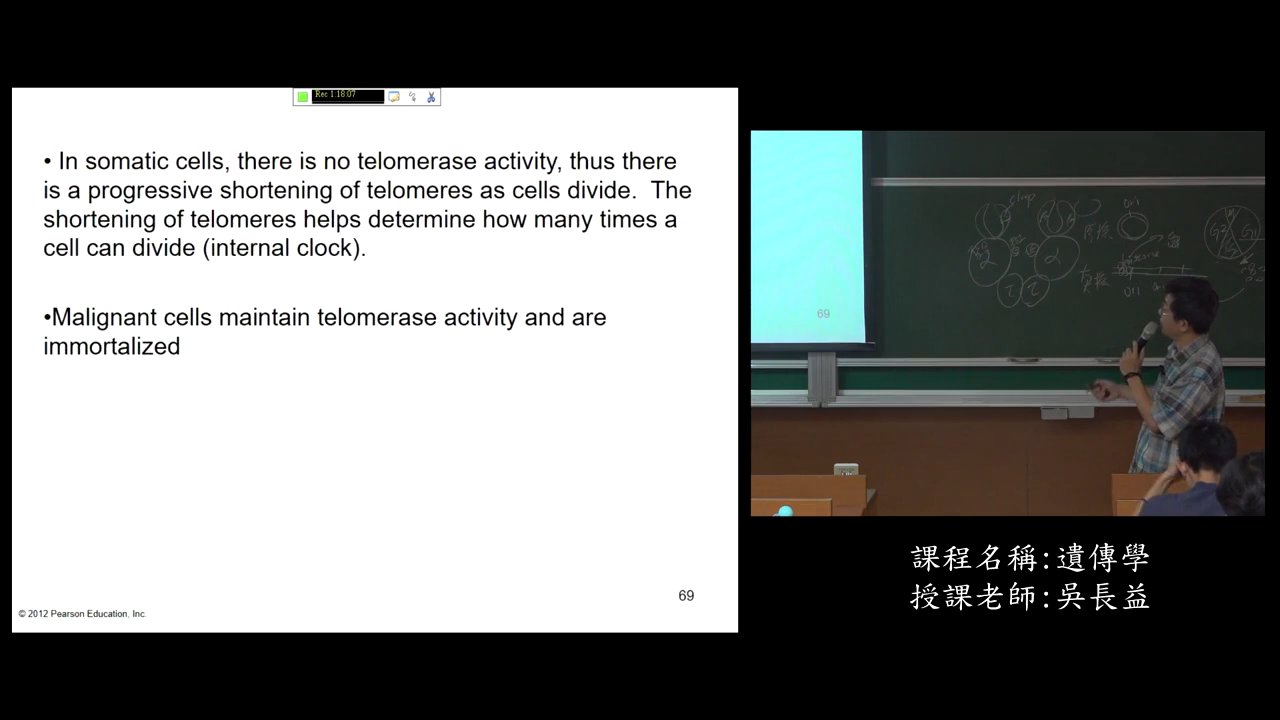 Rec 1:18:07
• In somatic cells, there is no telomerase activity, thus there
is a progressive shortening of telomeres as cells divide.  The
shortening of telomeres helps determine how many times a
cell can divide (internal clock).
•Malignant cells maintain telomerase activity and are
immortalized
69
© 2012 Pearson Education, Inc.
69
slop
G2
G1
課程名稱:遺傳學
授課老師:吳長益